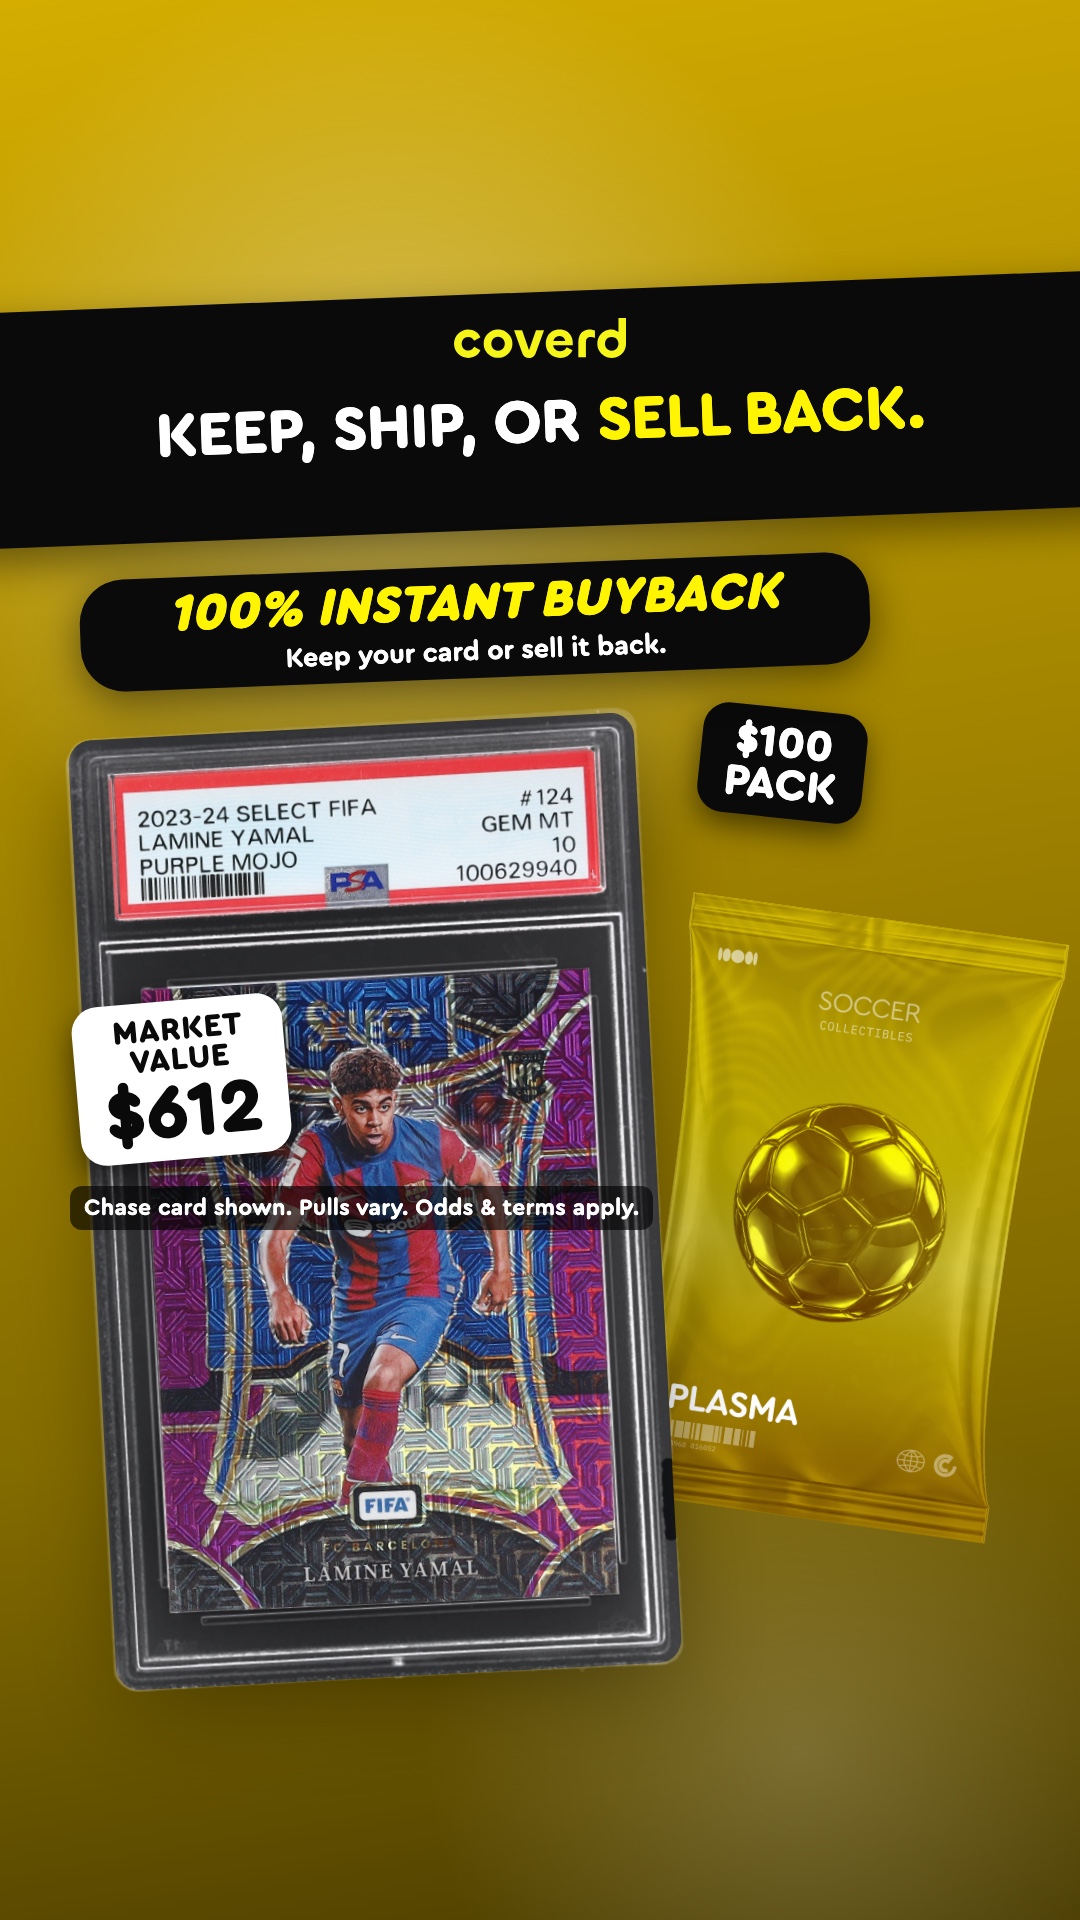 coverd
KEEP, SHIP, OR SELL BACK.
100% INSTANT BUYBACK
Keep your card or sell it back.
$100
PACK
2023-24 SELECT FIFA
LAMINE YAMAL
PURPLE MOJO
#124
GEM MT
10
100629940
PSA
MARKET
VALUE
$612
Chase card shown. Pulls vary. Odds & terms apply.
FIFA
LAMINE YAMAL
SOCCER
COLLECTIBLES
PLASMA